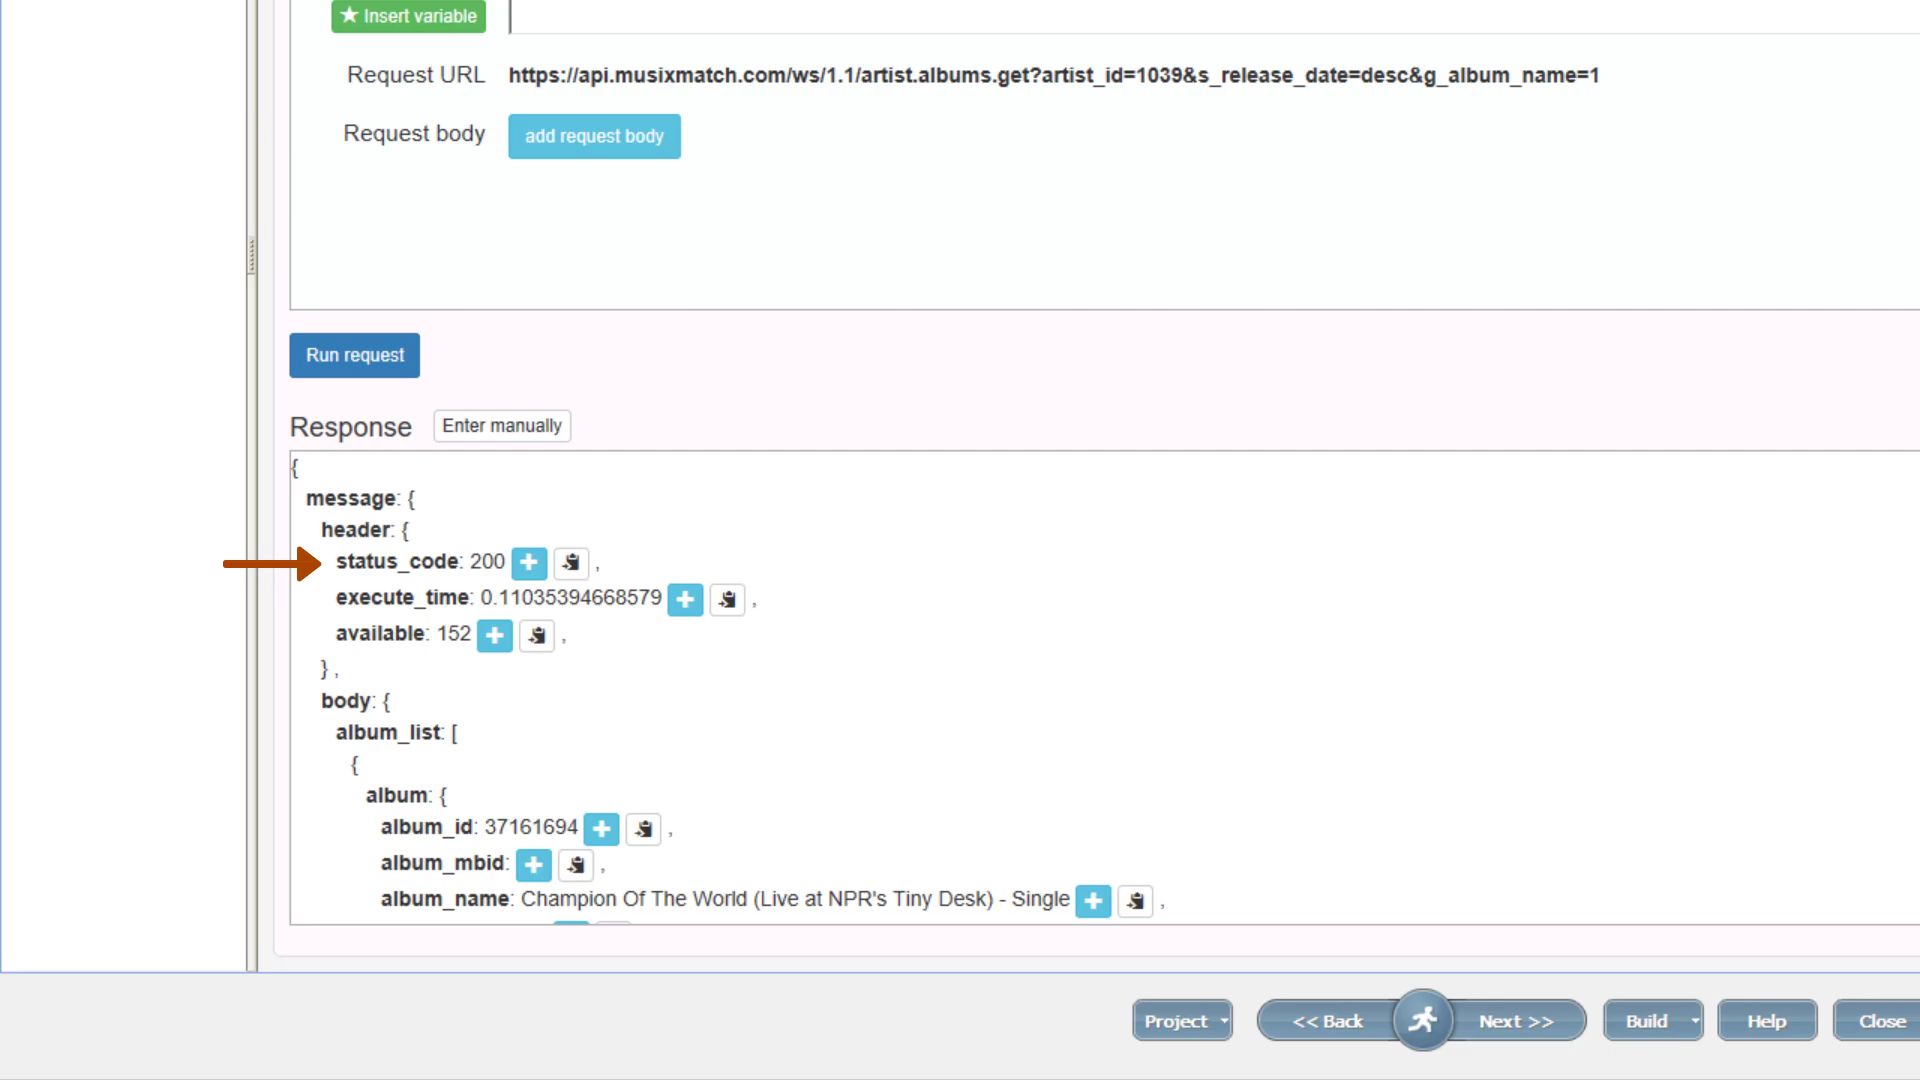 Insert variable
Request URL https://api.musixmatch.com/ws/1.1/artist.albums.get?artist_id=1039&s_release_date=desc&g_album_name=1
Request body add request body
Run request
Response Enter manually
{
message: {
header: {
status_code: 200 ,
execute_time: 0.11035394668579 ,
available: 152 ,
} ,
body: {
album_list: [
{
album: {
album_id: 37161694 ,
album_mbid: ,
album_name: Champion Of The World (Live at NPR's Tiny Desk) - Single ,
Project << Back Next >> Build Help Close